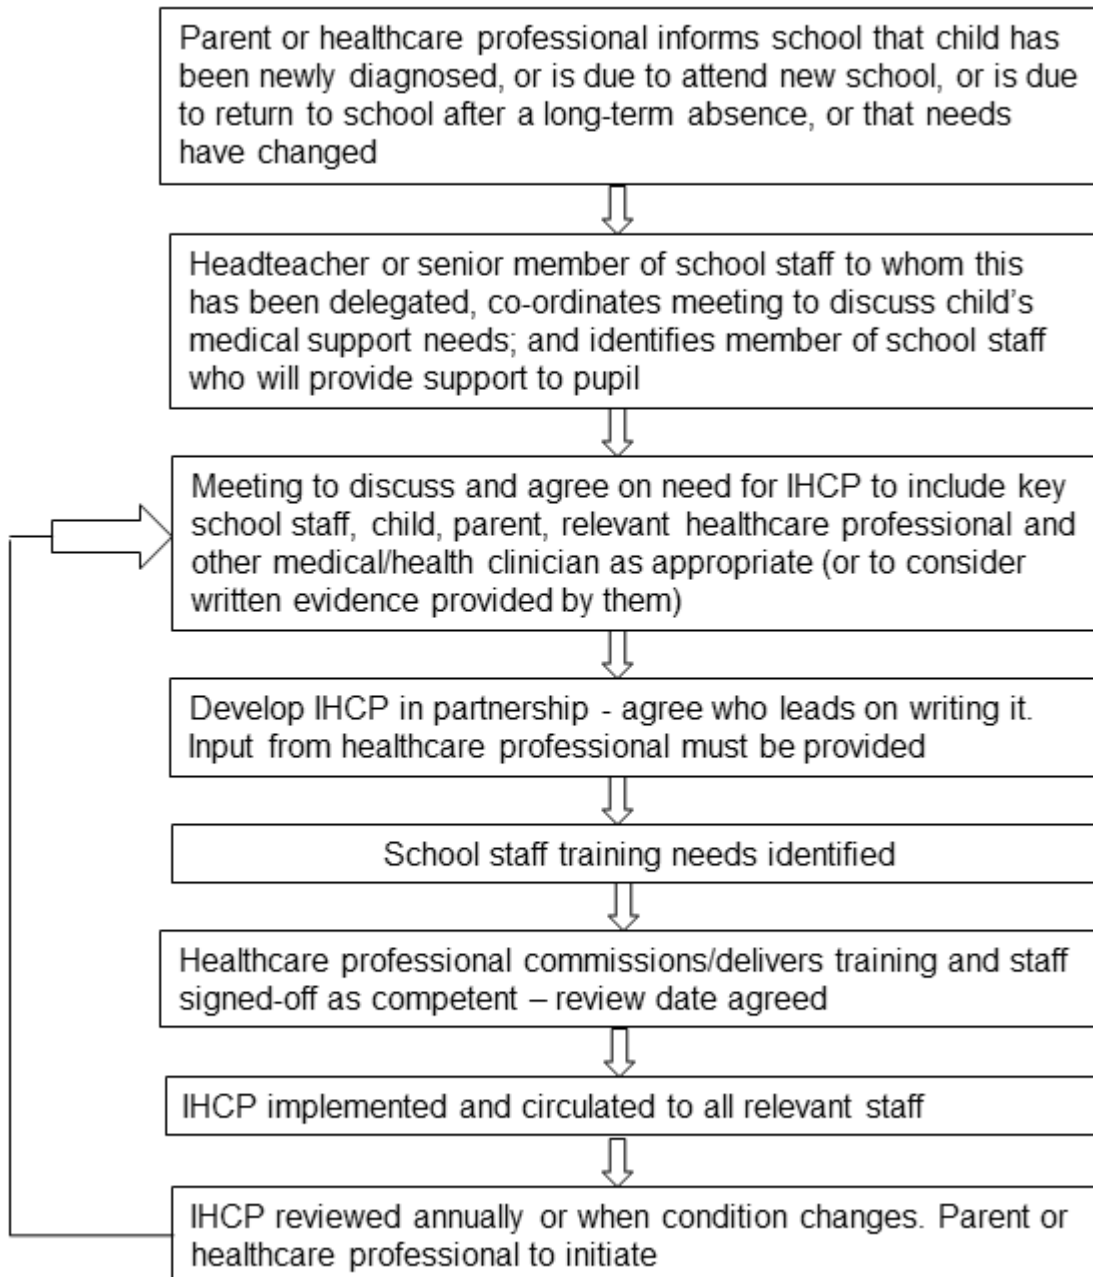 Parent or healthcare professional informs school that child has
been newly diagnosed, or is due to attend new school, or is due
to return to school after a long-term absence, or that needs
have changed
Headteacher or senior member of school staff to whom this
has been delegated, co-ordinates meeting to discuss child's
medical support needs; and identifies member of school staff
who will provide support to pupil
Meeting to discuss and agree on need for IHCP to include key
school staff, child, parent, relevant healthcare professional and
other medical/health clinician as appropriate (or to consider
written evidence provided by them)
Develop IHCP in partnership - agree who leads on writing it.
Input from healthcare professional must be provided
School staff training needs identified
Healthcare professional commissions/delivers training and staff
signed-off as competent – review date agreed
IHCP implemented and circulated to all relevant staff
IHCP reviewed annually or when condition changes. Parent or
healthcare professional to initiate